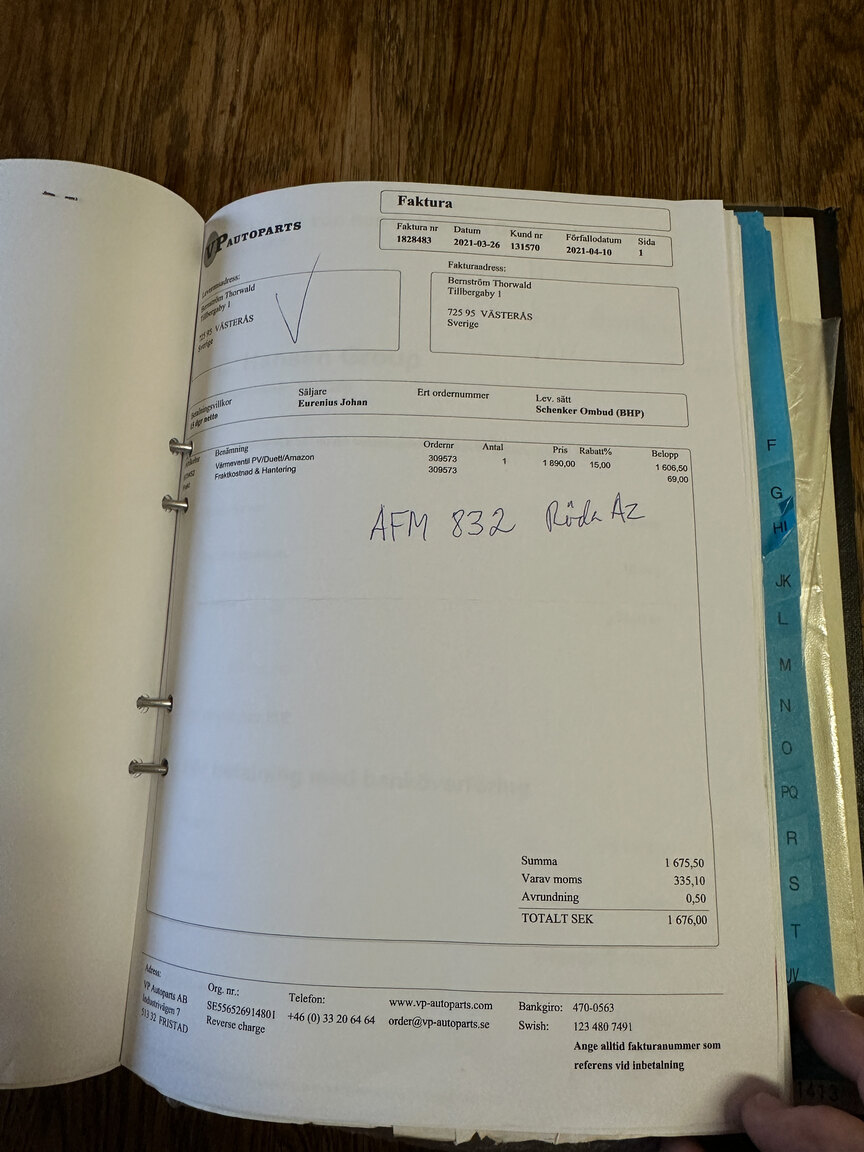 VP AUTOPARTS
Faktura
Faktura nr Datum Kund nr Förfallodatum Sida
1828483 2021-03-26 131570 2021-04-10 1
Leveransadress:
Bernström Thorwald
Tillbergaby 1
725 95 VÄSTERÅS
Sverige
Fakturaadress:
Bernström Thorwald
Tillbergaby 1
725 95 VÄSTERÅS
Sverige
Betalningsvillkor Säljare Ert ordernummer Lev. sätt
15 dgr netto Eurenius Johan Schenker Ombud (BHP)
Benämning Ordernr Antal Pris Rabatt% Belopp
Värmeventil PV/Duett/Amazon 309573 1 1 890,00 15,00 1 606,50
Fraktkostnad & Hantering 309573 69,00
AFM 832 Röda Az
Summa 1 675,50
Varav moms 335,10
Avrundning 0,50
TOTALT SEK 1 676,00
Adress:
VP Autoparts AB
Industrivägen 7
513 32 FRISTAD
Org. nr.:
SE556526914801
Reverse charge
Telefon:
+46 (0) 33 20 64 64
www.vp-autoparts.com
order@vp-autoparts.se
Bankgiro: 470-0563
Swish: 123 480 7491
Ange alltid fakturanummer som
referens vid inbetalning
F
G
HI
JK
L
M
N
O
PQ
R
S
T
UV